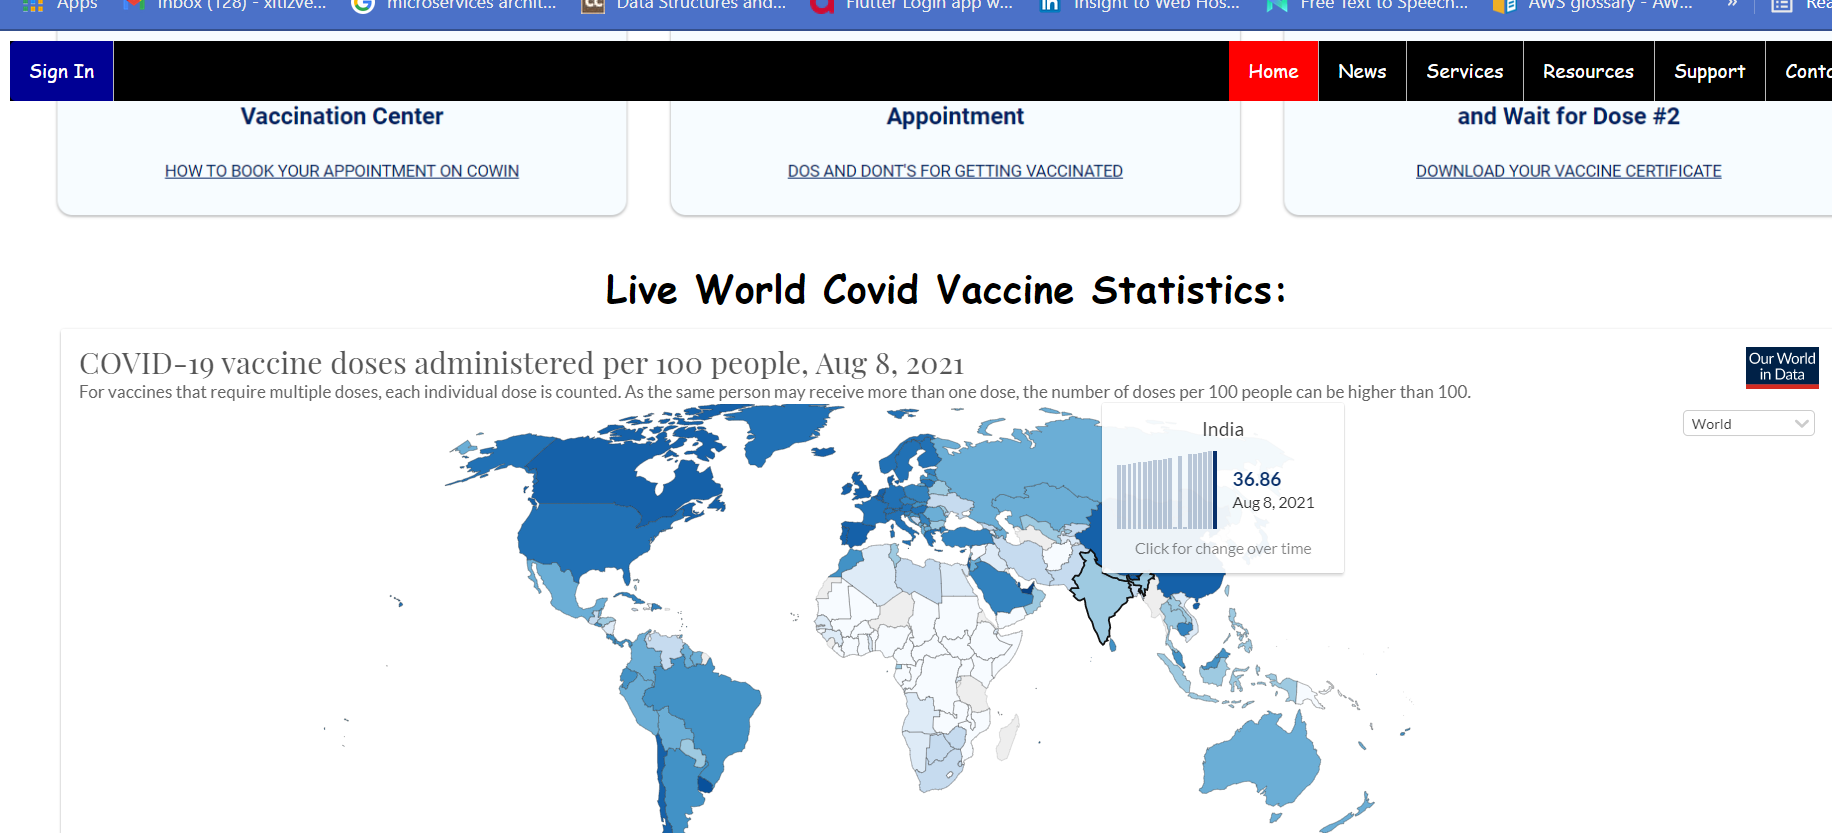 Apps
Inbox (128) - xitizve...
microservices archit...
Data Structures and...
Flutter Login app w...
Insight to Web Hos...
Free Text to Speech...
AWS glossary - AW...
»
Sign In
Home
News
Services
Resources
Support
Vaccination Center
Appointment
and Wait for Dose #2
HOW TO BOOK YOUR APPOINTMENT ON COWIN
DOS AND DONT'S FOR GETTING VACCINATED
DOWNLOAD YOUR VACCINE CERTIFICATE
Live World Covid Vaccine Statistics:
COVID-19 vaccine doses administered per 100 people, Aug 8, 2021
Our World
in Data
For vaccines that require multiple doses, each individual dose is counted. As the same person may receive more than one dose, the number of doses per 100 people can be higher than 100.
World
India
36.86
Aug 8, 2021
Click for change over time